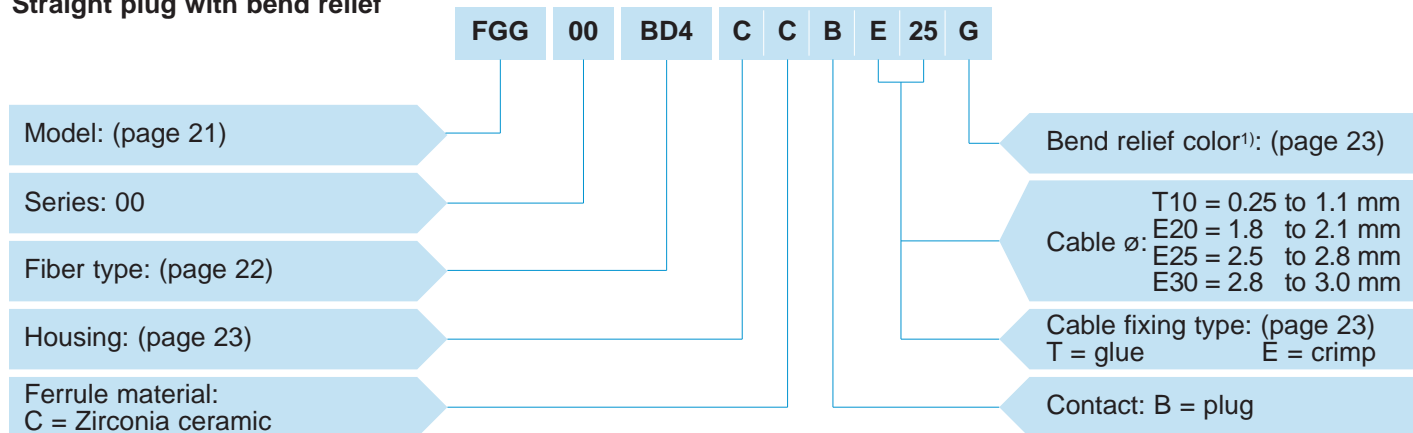 Straight plug with bend relief
FGG 00 BD4 C C B E 25 G
Model: (page 21)
Series: 00
Fiber type: (page 22)
Housing: (page 23)
Ferrule material:
C = Zirconia ceramic
Bend relief color1): (page 23)
Cable ø:
T10 = 0.25 to 1.1 mm
E20 = 1.8 to 2.1 mm
E25 = 2.5 to 2.8 mm
E30 = 2.8 to 3.0 mm
Cable fixing type: (page 23)
T = glue E = crimp
Contact: B = plug